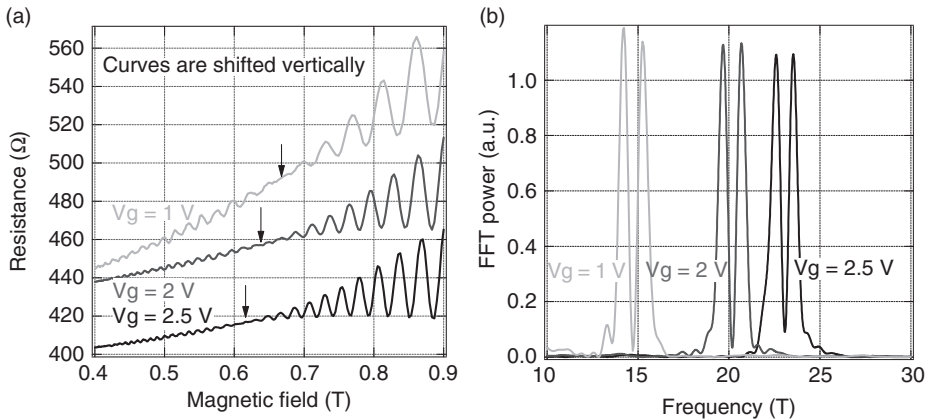 (a)
Curves are shifted vertically
Vg = 1 V
Vg = 2 V
Vg = 2.5 V
560
540
520
500
480
460
440
420
400
0.4 0.5 0.6 0.7 0.8 0.9
Resistance (Ω)
Magnetic field (T)
(b)
Vg = 1 V Vg = 2 V Vg = 2.5 V
1.0
0.8
0.6
0.4
0.2
0.0
10 15 20 25 30
FFT power (a.u.)
Frequency (T)